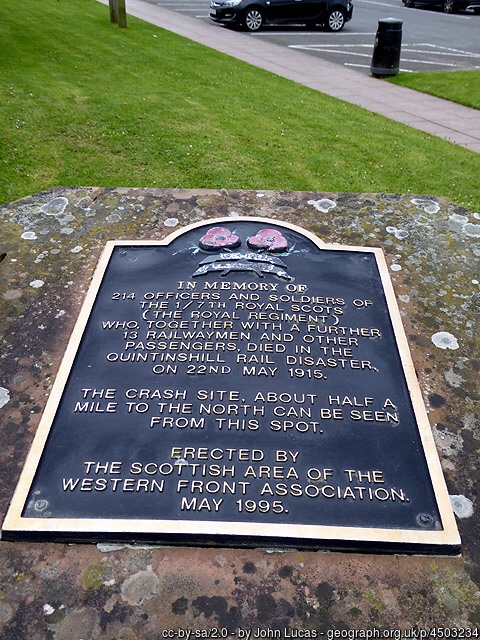 IN MEMORY OF
214 OFFICERS AND SOLDIERS OF
THE 1/7TH ROYAL SCOTS
(THE ROYAL REGIMENT)
WHO, TOGETHER WITH A FURTHER
13 RAILWAYMEN AND OTHER
PASSENGERS, DIED IN THE
QUINTINSHILL RAIL DISASTER,
ON 22ND MAY 1915.
THE CRASH SITE, ABOUT HALF A
MILE TO THE NORTH CAN BE SEEN
FROM THIS SPOT.
ERECTED BY
THE SCOTTISH AREA OF THE
WESTERN FRONT ASSOCIATION.
MAY 1995.
cc-by-sa/2.0 - by John Lucas - geograph.org.uk/p/4503234